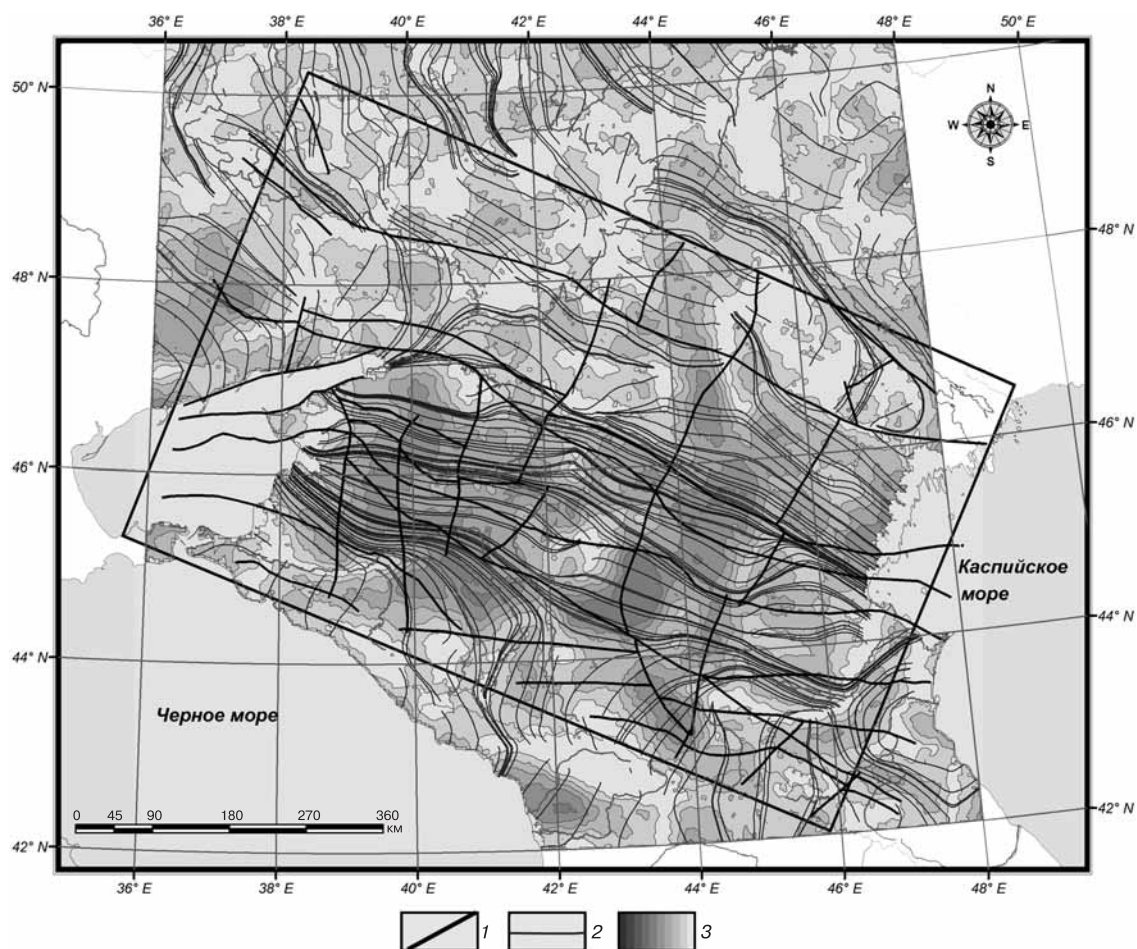 36° E 38° E 40° E 42° E 44° E 46° E 48° E 50° E
50° N
N
W E
S
48° N 48° N
46° N 46° N
Каспийское
море
44° N 44° N
Черное море
0 45 90 180 270 360
км
42° N 42° N
36° E 38° E 40° E 42° E 44° E 46° E 48° E
1 2 3